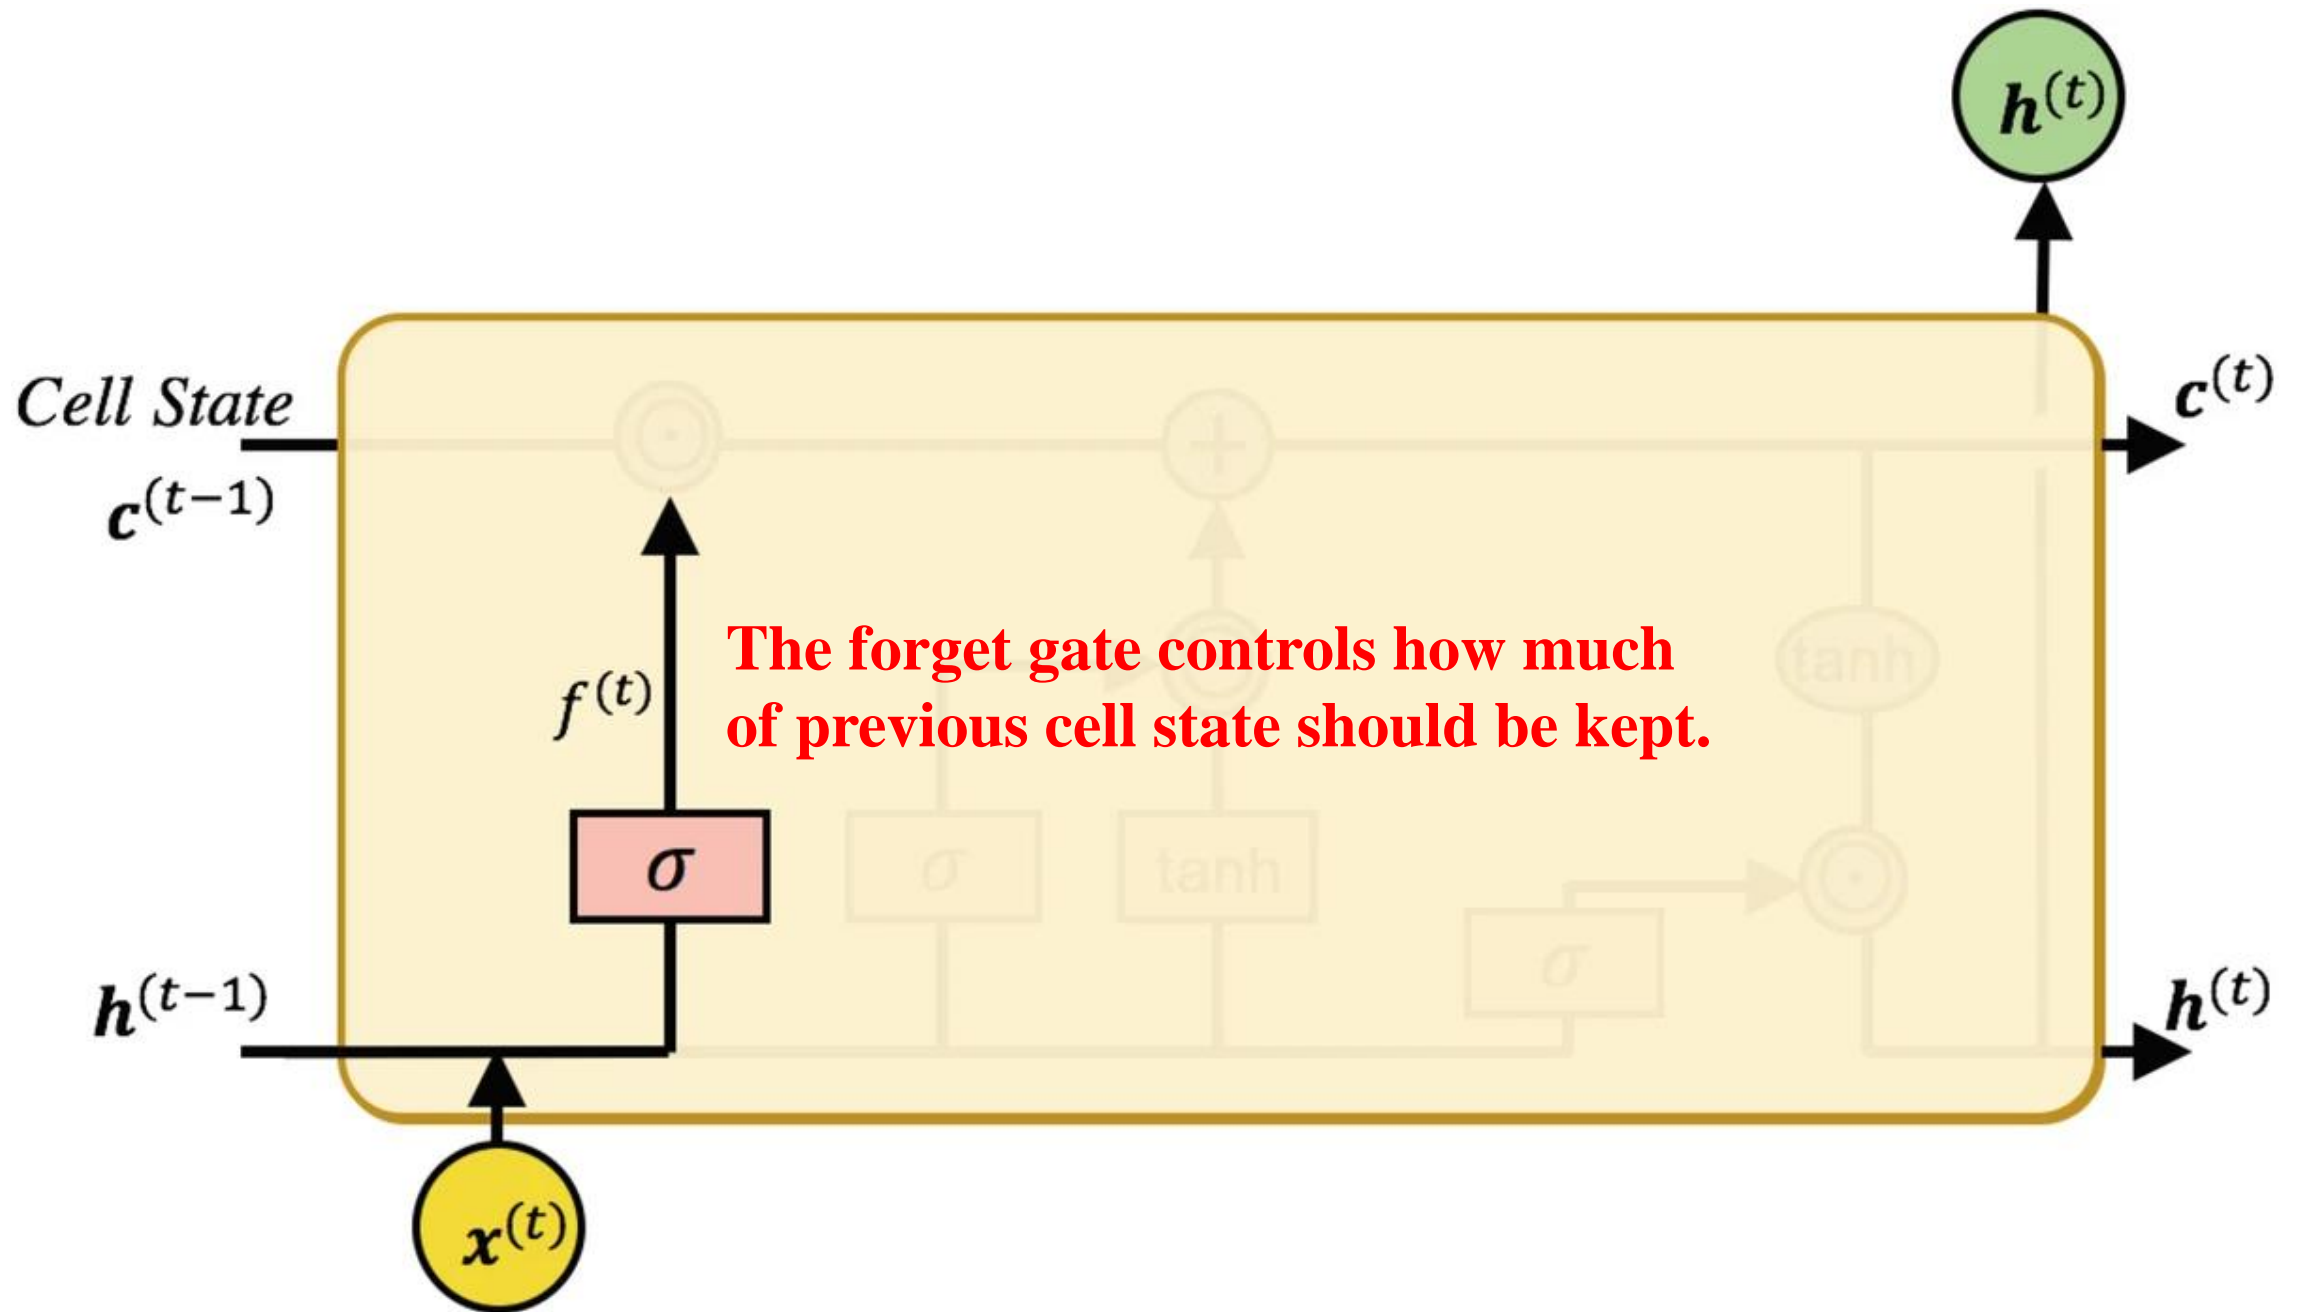 h^(t)
Cell State
c^(t−1)
c^(t)
+
The forget gate controls how much
of previous cell state should be kept.
f^(t)
tanh
σ
σ
tanh
σ
h^(t−1)
h^(t)
x^(t)